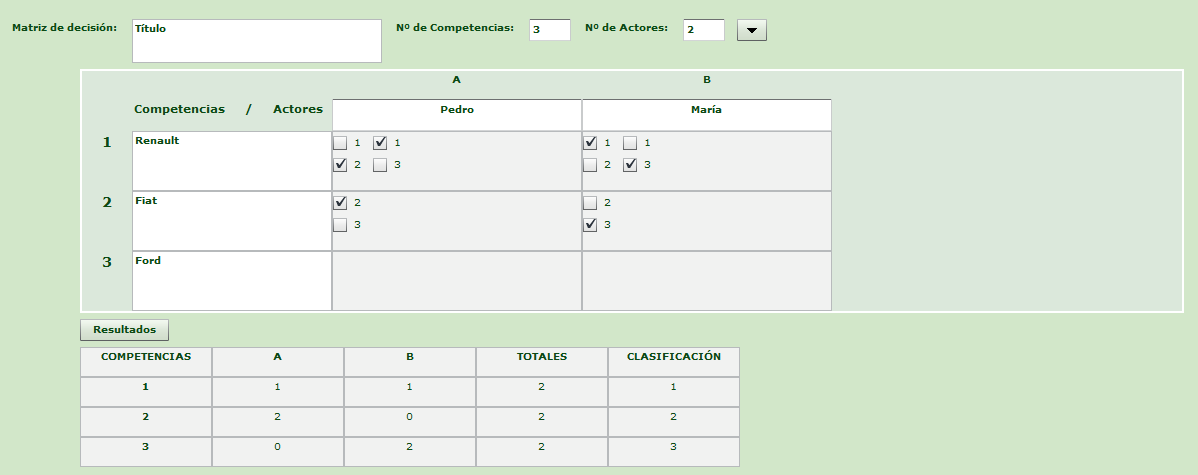 Matriz de decisión: Título Nº de Competencias: 3 Nº de Actores: 2
A B
Competencias / Actores Pedro María
1 Renault 1 1 1 1
2 3 2 3
2 Fiat 2 2
3 3
3 Ford
Resultados
COMPETENCIAS A B TOTALES CLASIFICACIÓN
1 1 1 2 1
2 2 0 2 2
3 0 2 2 3